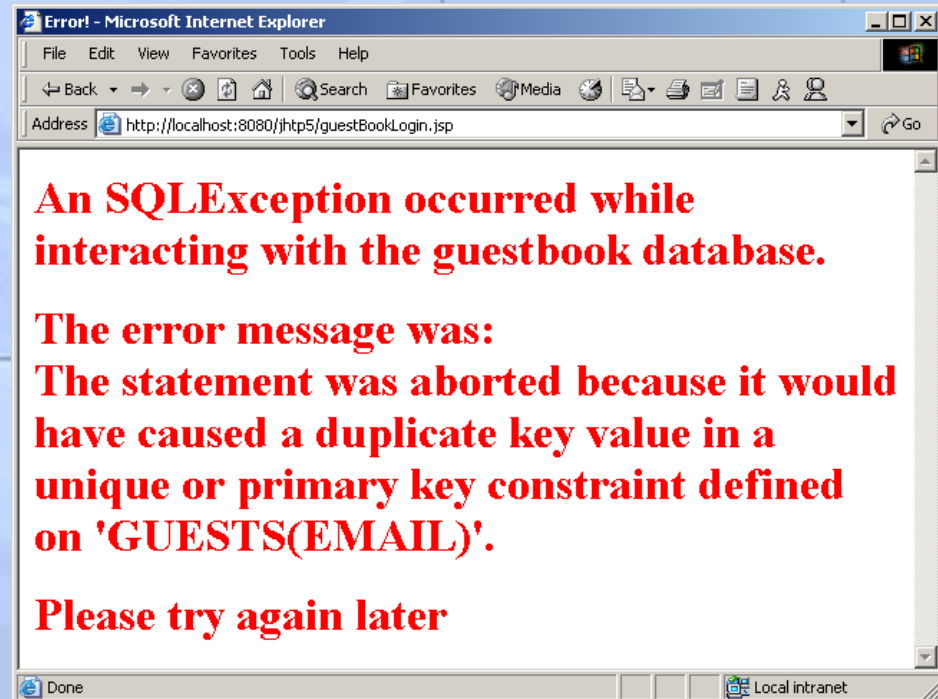 Error! - Microsoft Internet Explorer
File Edit View Favorites Tools Help
Back Search Favorites Media
Address http://localhost:8080/jhtp5/guestBookLogin.jsp Go
An SQLException occurred while
interacting with the guestbook database.
The error message was:
The statement was aborted because it would
have caused a duplicate key value in a
unique or primary key constraint defined
on 'GUESTS(EMAIL)'.
Please try again later
Done Local intranet